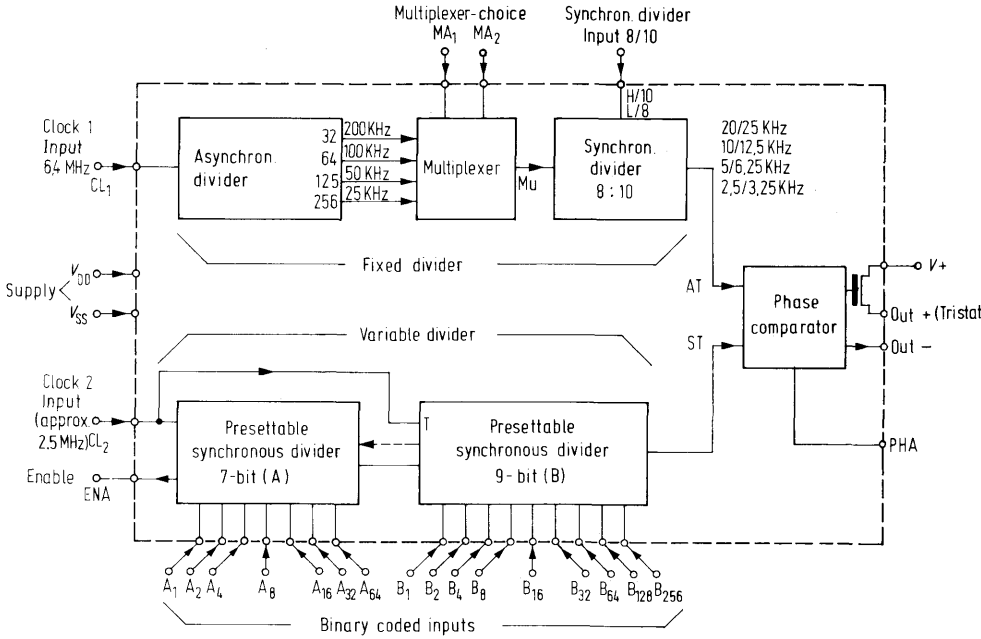 Multiplexer-choice
MA1 MA2
Synchron. divider
Input 8/10
H/10
L/8
Clock 1
Input
6,4 MHz
CL1
Asynchron.
divider
32 200KHz
64 100KHz
125 50 KHz
256 25 KHz
Multiplexer
Mu
Synchron.
divider
8 : 10
20/25 KHz
10/12,5 KHz
5/6,25 KHz
2,5/3,25 KHz
Fixed divider
Supply
VDD
VSS
AT
ST
Phase
comparator
V+
Out + (Tristat
Out −
PHA
Variable divider
Clock 2
Input
(approx.
2.5 MHz) CL2
Enable
ENA
Presettable
synchronous divider
7-bit (A)
T
Presettable
synchronous divider
9-bit (B)
A1 A2 A4 A8 A16 A32 A64
B1 B2 B4 B8 B16 B32 B64 B128 B256
Binary coded inputs